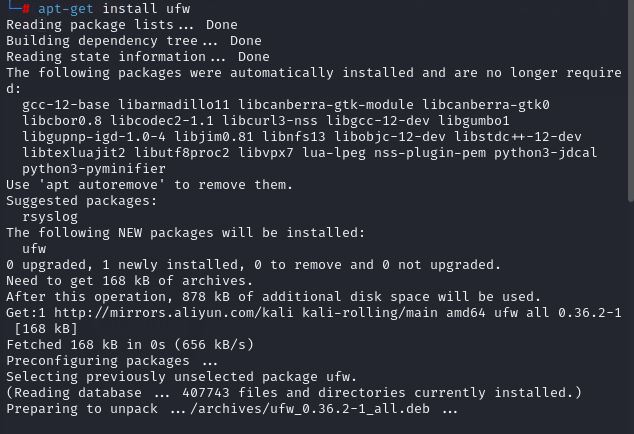 └─# apt-get install ufw
Reading package lists... Done
Building dependency tree... Done
Reading state information... Done
The following packages were automatically installed and are no longer require
d:
  gcc-12-base libarmadillo11 libcanberra-gtk-module libcanberra-gtk0
  libcbor0.8 libcodec2-1.1 libcurl3-nss libgcc-12-dev libgumbo1
  libgupnp-igd-1.0-4 libjim0.81 libnfs13 libobjc-12-dev libstdc++-12-dev
  libtexluajit2 libutf8proc2 libvpx7 lua-lpeg nss-plugin-pem python3-jdcal
  python3-pyminifier
Use 'apt autoremove' to remove them.
Suggested packages:
  rsyslog
The following NEW packages will be installed:
  ufw
0 upgraded, 1 newly installed, 0 to remove and 0 not upgraded.
Need to get 168 kB of archives.
After this operation, 878 kB of additional disk space will be used.
Get:1 http://mirrors.aliyun.com/kali kali-rolling/main amd64 ufw all 0.36.2-1
 [168 kB]
Fetched 168 kB in 0s (656 kB/s)
Preconfiguring packages ...
Selecting previously unselected package ufw.
(Reading database ... 407743 files and directories currently installed.)
Preparing to unpack .../archives/ufw_0.36.2-1_all.deb ...